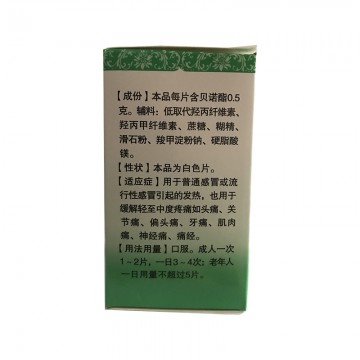 【成份】本品每片含贝诺酯0.5
克。辅料：低取代羟丙纤维素、
羟丙甲纤维素、蔗糖、糊精、
滑石粉、羧甲淀粉钠、硬脂酸
镁。
【性状】本品为白色片。
【适应症】用于普通感冒或流
行性感冒引起的发热，也用于
缓解轻至中度疼痛如头痛、关
节痛、偏头痛、牙痛、肌肉
痛、神经痛、痛经。
【用法用量】口服。成人一次
1-2片，一日3-4次；老年人
一日用量不超过5片。